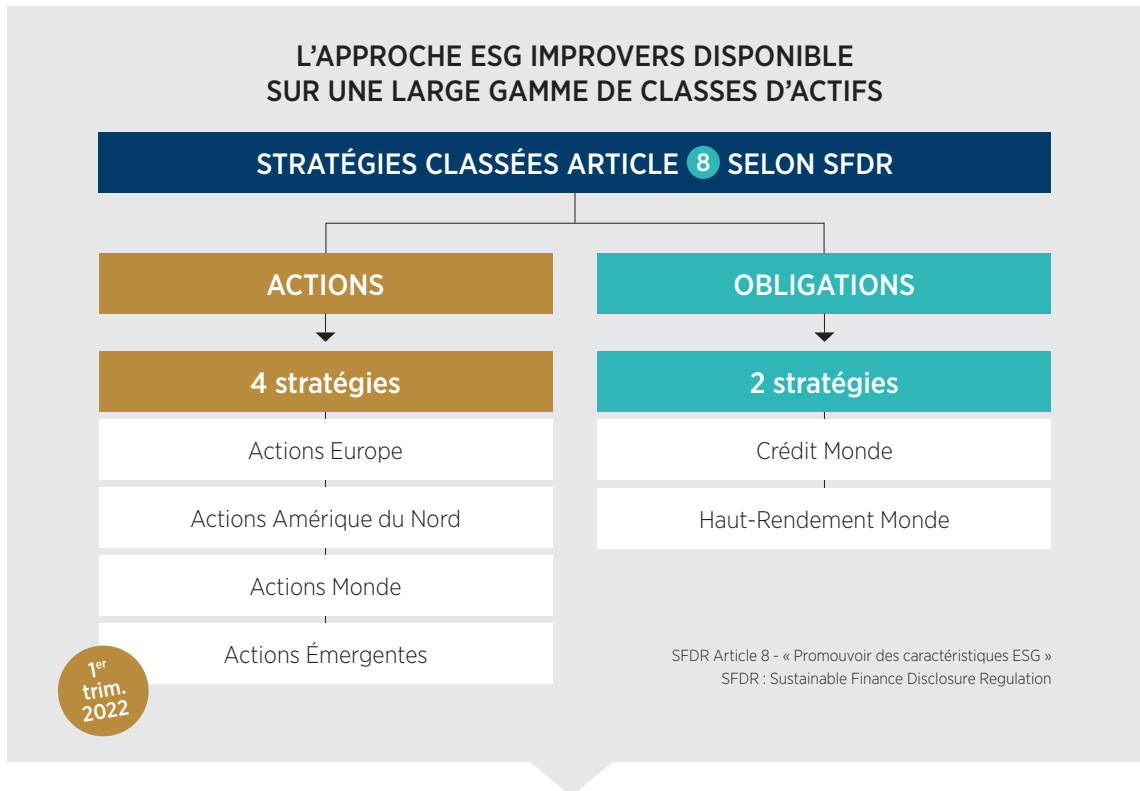 L’APPROCHE ESG IMPROVERS DISPONIBLE
SUR UNE LARGE GAMME DE CLASSES D’ACTIFS
STRATÉGIES CLASSÉES ARTICLE 8 SELON SFDR
ACTIONS
4 stratégies
Actions Europe
Actions Amérique du Nord
Actions Monde
Actions Émergentes
1er
trim.
2022
OBLIGATIONS
2 stratégies
Crédit Monde
Haut-Rendement Monde
SFDR Article 8 - « Promouvoir des caractéristiques ESG »
SFDR : Sustainable Finance Disclosure Regulation